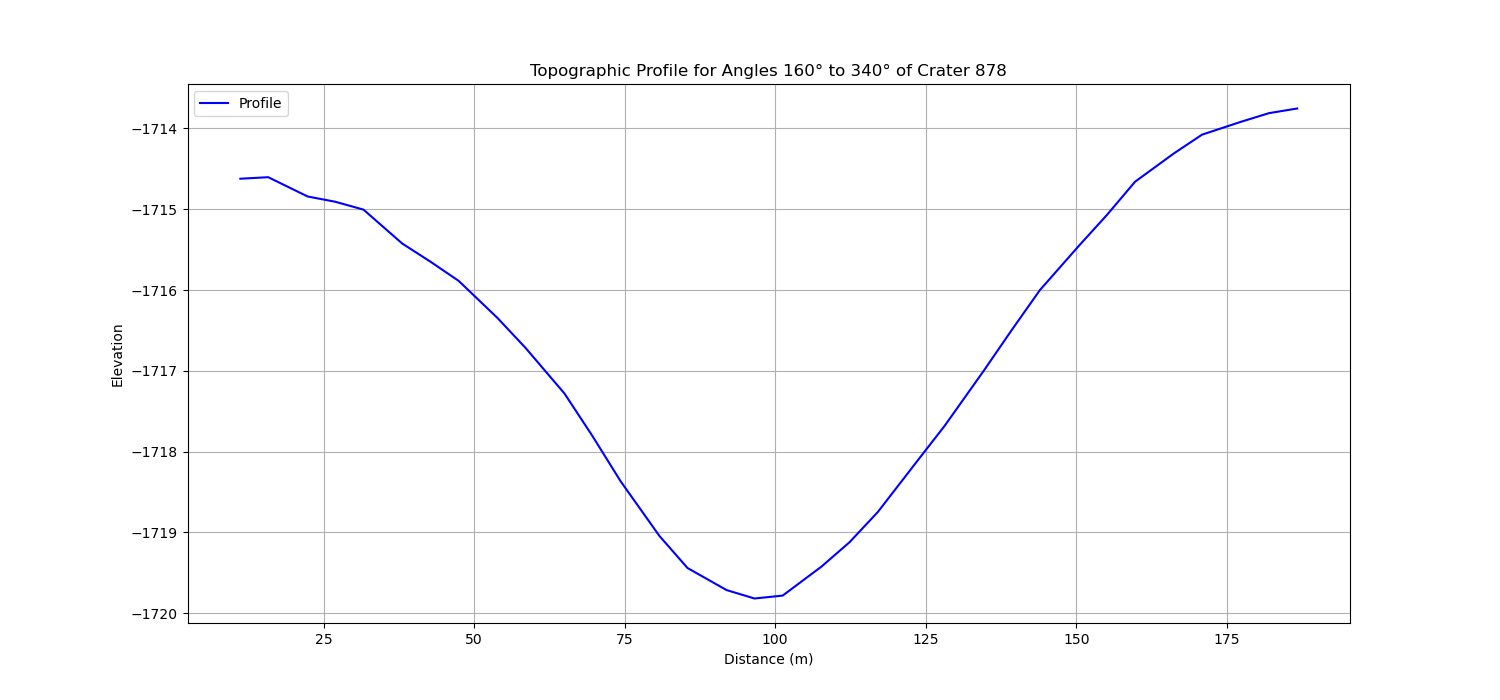 Topographic Profile for Angles 160° to 340° of Crater 878
Profile
−1714
−1715
−1716
−1717
−1718
−1719
−1720
Elevation
25 50 75 100 125 150 175
Distance (m)